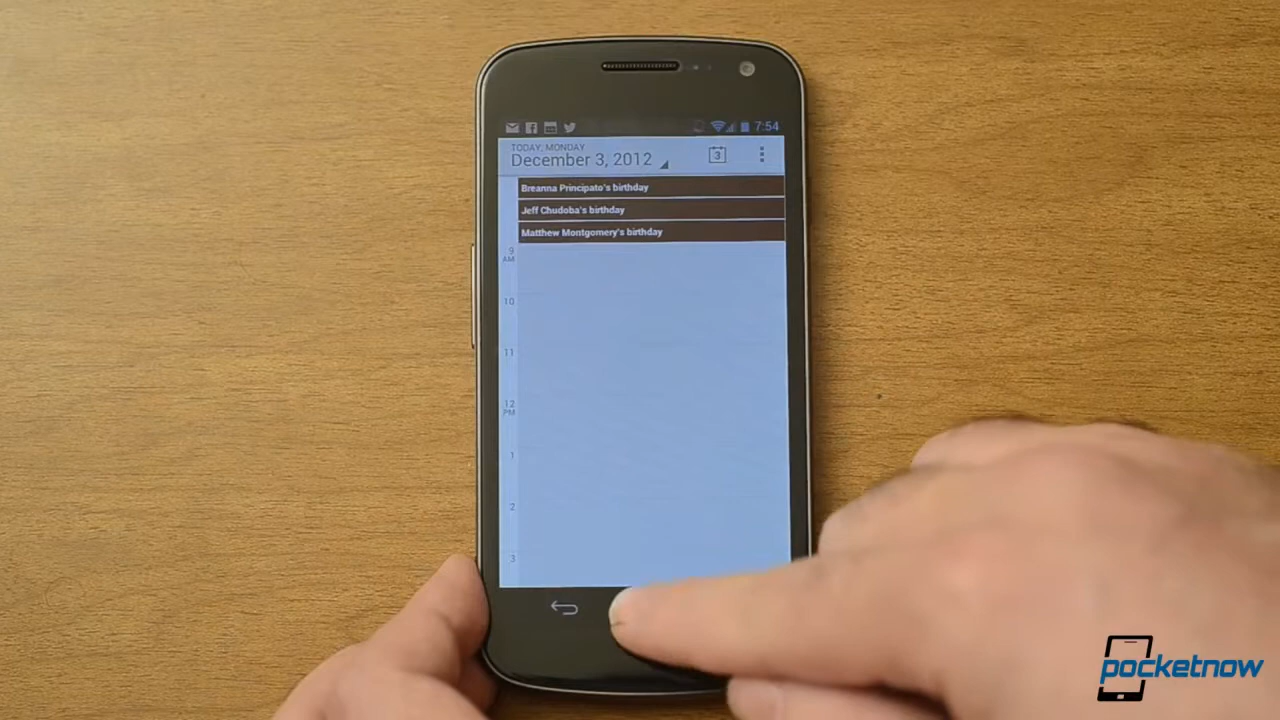 7:54
TODAY, MONDAY
December 3, 2012
3
Breanna Principato's birthday
Jeff Chudoba's birthday
Matthew Montgomery's birthday
9
AM
10
11
12
PM
1
2
3
pocketnow